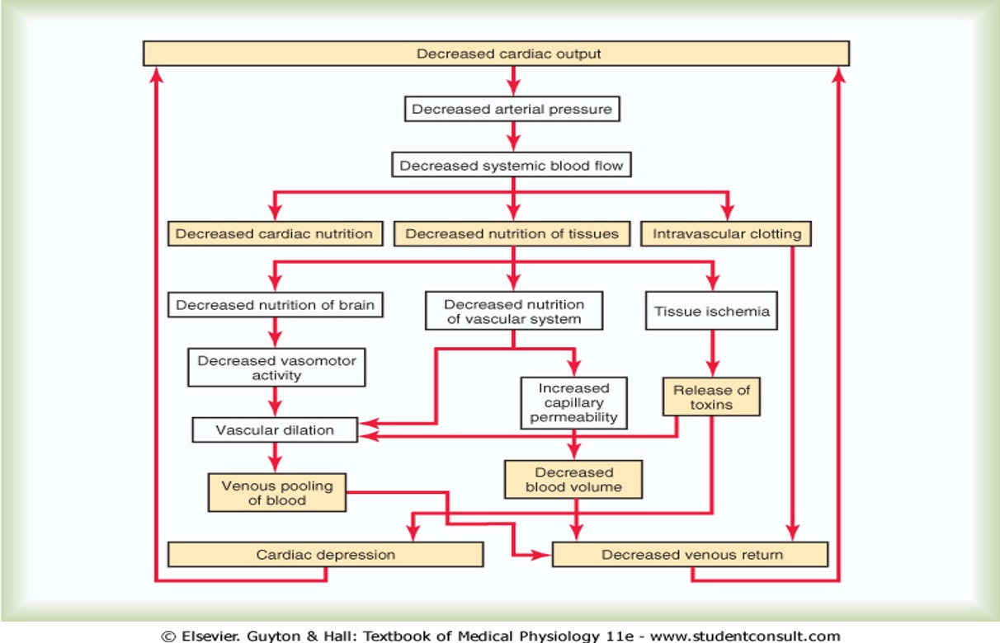 Decreased cardiac output
Decreased arterial pressure
Decreased systemic blood flow
Decreased cardiac nutrition
Decreased nutrition of tissues
Intravascular clotting
Decreased nutrition of brain
Decreased nutrition
of vascular system
Tissue ischemia
Decreased vasomotor
activity
Increased
capillary
permeability
Release of
toxins
Vascular dilation
Venous pooling
of blood
Decreased
blood volume
Cardiac depression
Decreased venous return
© Elsevier. Guyton & Hall: Textbook of Medical Physiology 11e - www.studentconsult.com